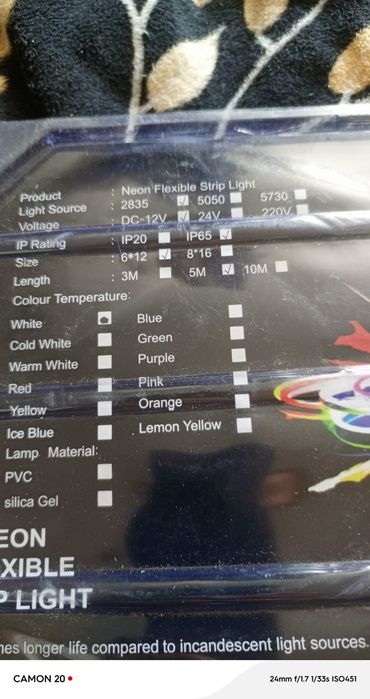 Product : Neon Flexible Strip Light
Light Source : 2835 ☑ 5050 ☐ 5730 ☐
Voltage : DC-12V ☑ 24V ☐ 220V ☐
IP Rating : IP20 ☐ IP65 ☑
Size : 6*12 ☑ 8*16 ☐
Length : 3M ☐ 5M ☑ 10M ☐
Colour Temperature:
White Blue
Cold White Green
Warm White Purple
Red Pink
Yellow Orange
Ice Blue Lemon Yellow
Lamp Material:
PVC
silica Gel
EON
XIBLE
P LIGHT
mes longer life compared to incandescent light sources.
CAMON 20 24mm f/1.7 1/33s ISO451